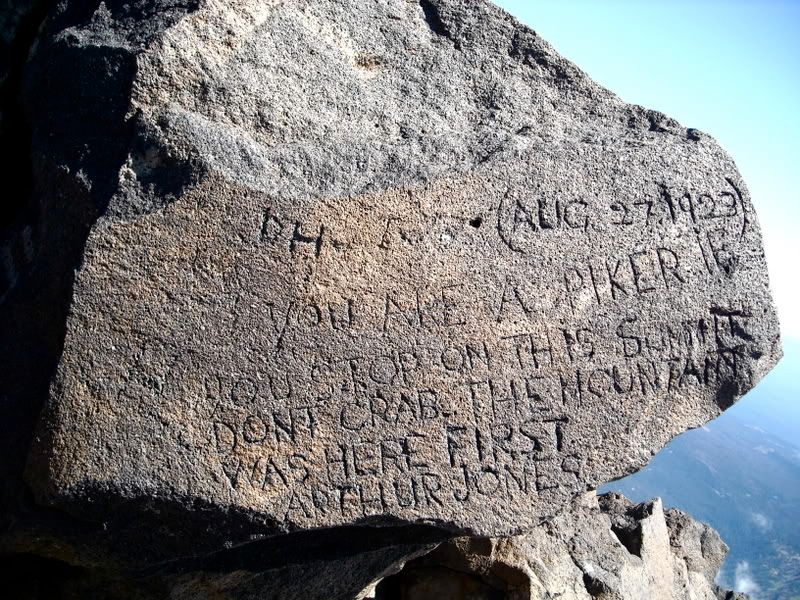 (AUG. 27. 1923)
YOU ARE A PIKER IF
YOU STOP ON THIS SUMMIT
DONT CRAB. THE MOUNTAIN
WAS HERE FIRST
ARTHUR JONES